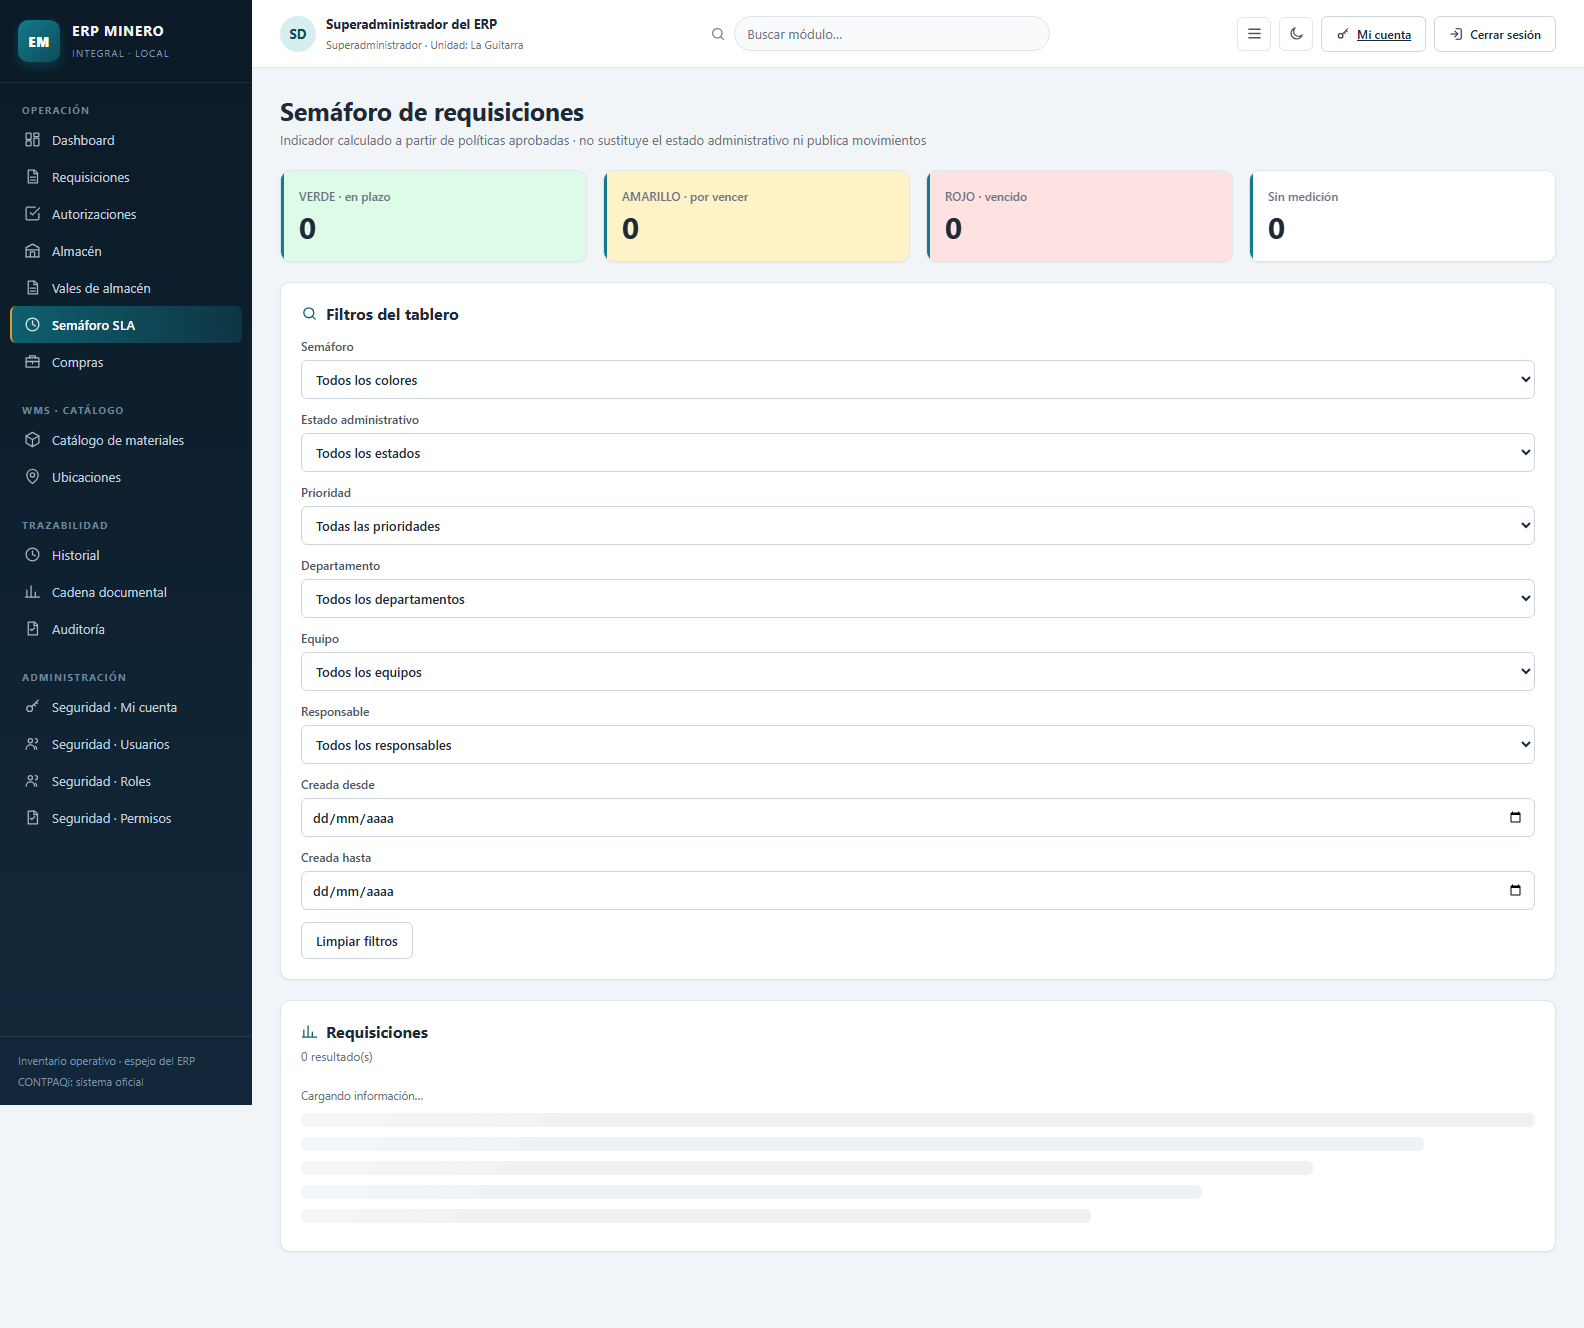 EM
ERP MINERO
INTEGRAL · LOCAL
OPERACIÓN
Dashboard
Requisiciones
Autorizaciones
Almacén
Vales de almacén
Semáforo SLA
Compras
WMS · CATÁLOGO
Catálogo de materiales
Ubicaciones
TRAZABILIDAD
Historial
Cadena documental
Auditoría
ADMINISTRACIÓN
Seguridad · Mi cuenta
Seguridad · Usuarios
Seguridad · Roles
Seguridad · Permisos
Inventario operativo · espejo del ERP
CONTPAQi: sistema oficial
SD
Superadministrador del ERP
Superadministrador · Unidad: La Guitarra
Buscar módulo...
Mi cuenta
Cerrar sesión
Semáforo de requisiciones
Indicador calculado a partir de políticas aprobadas · no sustituye el estado administrativo ni publica movimientos
VERDE · en plazo
0
AMARILLO · por vencer
0
ROJO · vencido
0
Sin medición
0
Filtros del tablero
Semáforo
Todos los colores
Estado administrativo
Todos los estados
Prioridad
Todas las prioridades
Departamento
Todos los departamentos
Equipo
Todos los equipos
Responsable
Todos los responsables
Creada desde
dd/mm/aaaa
Creada hasta
dd/mm/aaaa
Limpiar filtros
Requisiciones
0 resultado(s)
Cargando información...